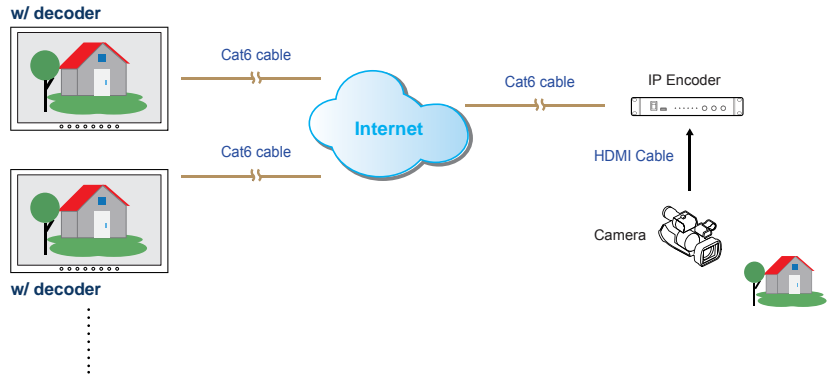 w/ decoder
Cat6 cable
Cat6 cable
IP Encoder
Internet
Cat6 cable
HDMI Cable
Camera
w/ decoder